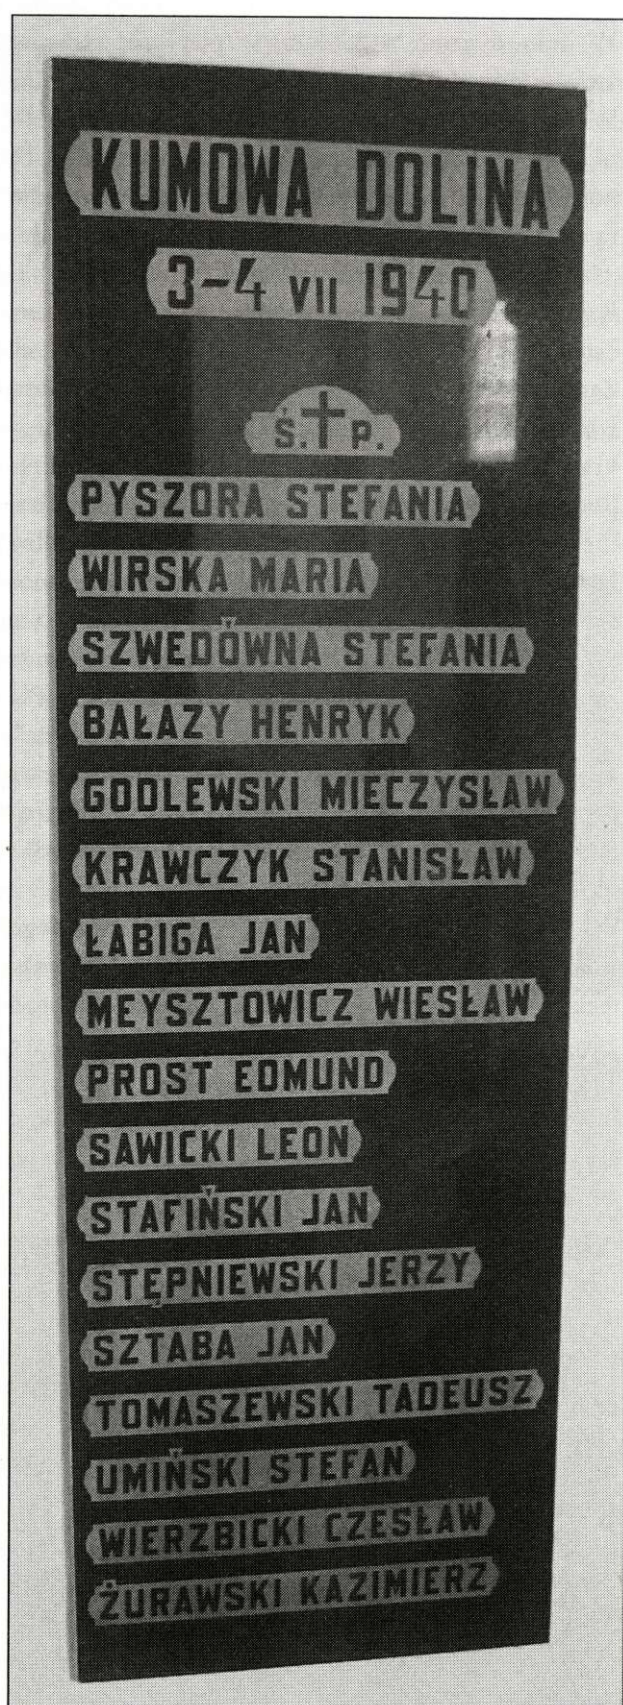 KUMOWA DOLINA
3-4 VII 1940
Ś.†P.
PYSZORA STEFANIA
WIRSKA MARIA
SZWEDÓWNA STEFANIA
BAŁAZY HENRYK
GODLEWSKI MIECZYSŁAW
KRAWCZYK STANISŁAW
ŁABIGA JAN
MEYSZTOWICZ WIESŁAW
PROST EDMUND
SAWICKI LEON
STAFIŃSKI JAN
STĘPNIEWSKI JERZY
SZTABA JAN
TOMASZEWSKI TADEUSZ
UMIŃSKI STEFAN
WIERZBICKI CZESŁAW
ŻURAWSKI KAZIMIERZ